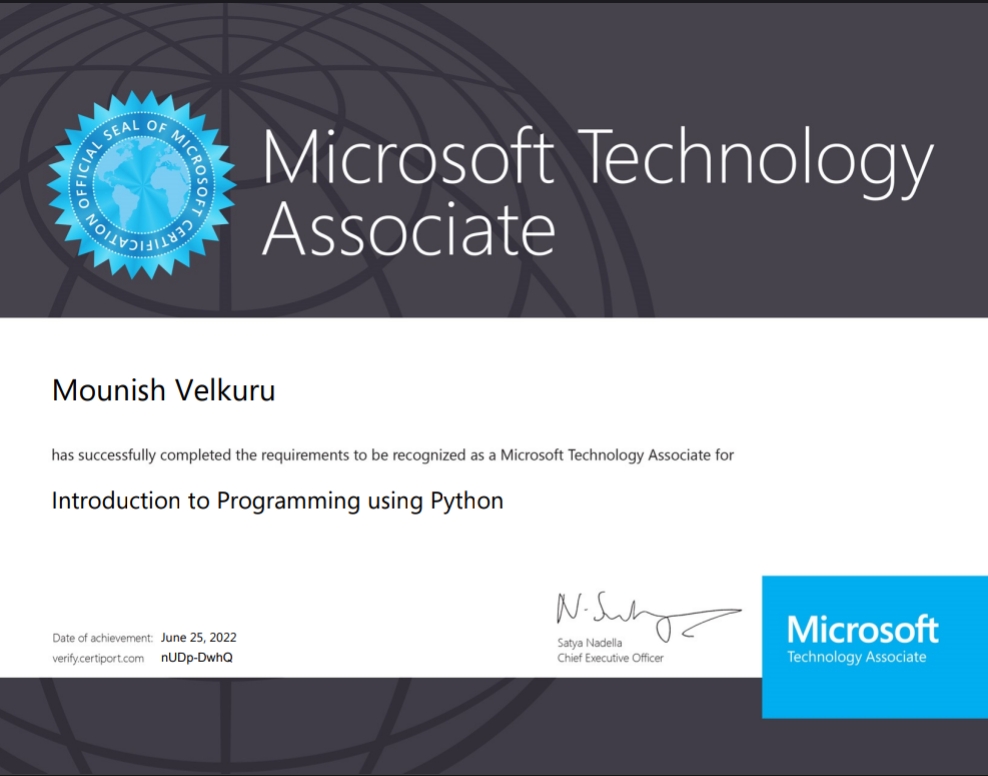 OFFICIAL SEAL OF MICROSOFT CERTIFICATION
Microsoft Technology
Associate
Mounish Velkuru
has successfully completed the requirements to be recognized as a Microsoft Technology Associate for
Introduction to Programming using Python
Date of achievement: June 25, 2022
verify.certiport.com nUDp-DwhQ
N. Satya
Satya Nadella
Chief Executive Officer
Microsoft
Technology Associate